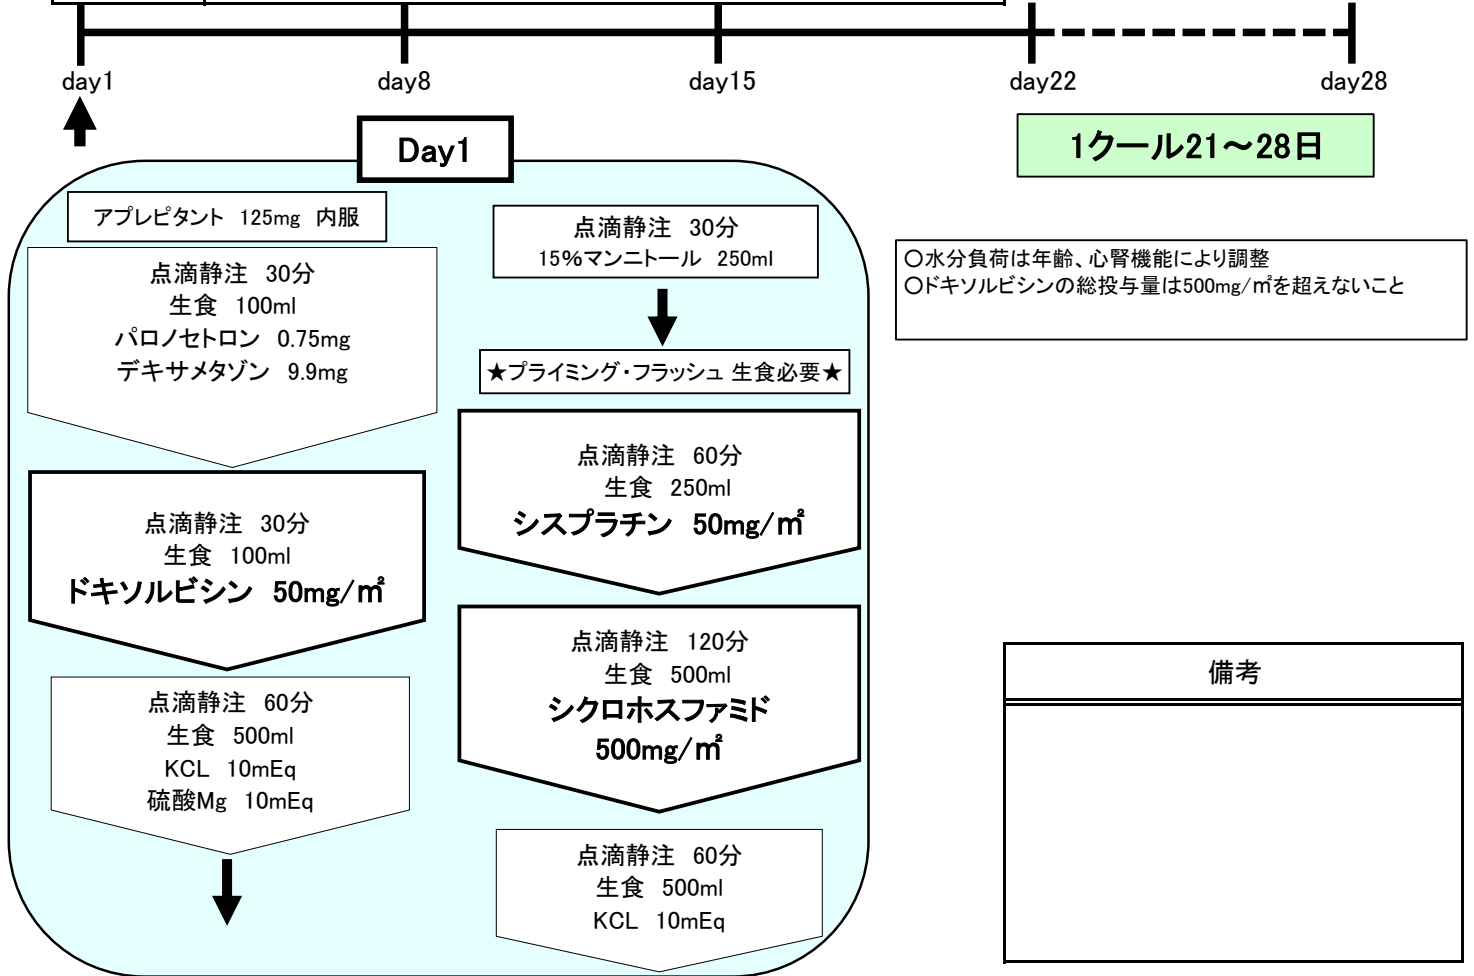 day1
day8
day15
day22
day28
Day1
1クール21～28日
アプレピタント 125mg 内服
点滴静注 30分
生食 100ml
パロノセトロン 0.75mg
デキサメタゾン 9.9mg
点滴静注 30分
生食 100ml
ドキソルビシン 50mg/㎡
点滴静注 60分
生食 500ml
KCL 10mEq
硫酸Mg 10mEq
点滴静注 30分
15%マンニトール 250ml
★プライミング・フラッシュ 生食必要★
点滴静注 60分
生食 250ml
シスプラチン 50mg/㎡
点滴静注 120分
生食 500ml
シクロホスファミド
500mg/㎡
点滴静注 60分
生食 500ml
KCL 10mEq
○水分負荷は年齢、心腎機能により調整
○ドキソルビシンの総投与量は500mg/㎡を超えないこと
備考